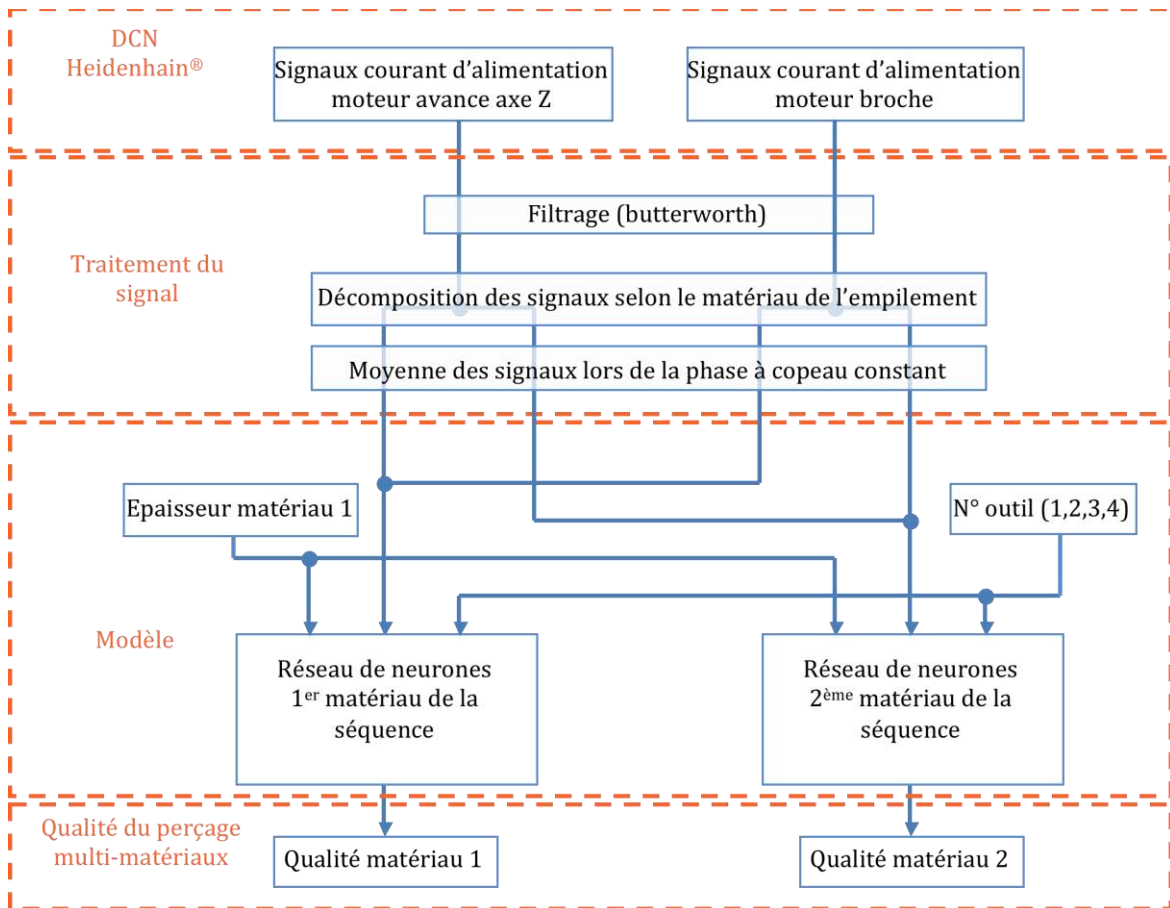 DCN
Heidenhain®
Signaux courant d'alimentation
moteur avance axe Z
Signaux courant d'alimentation
moteur broche
Traitement du
signal
Filtrage (butterworth)
Décomposition des signaux selon le matériau de l'empilement
Moyenne des signaux lors de la phase à copeau constant
Modèle
Epaisseur matériau 1
N° outil (1,2,3,4)
Réseau de neurones
1er matériau de la
séquence
Réseau de neurones
2ème matériau de la
séquence
Qualité du perçage
multi-matériaux
Qualité matériau 1
Qualité matériau 2